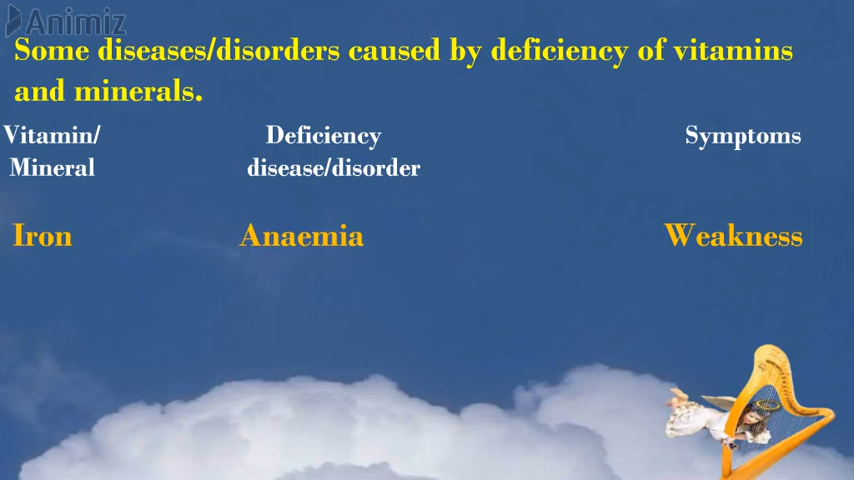 Animiz
Some diseases/disorders caused by deficiency of vitamins
and minerals.
Vitamin/ Deficiency Symptoms
Mineral disease/disorder
Iron Anaemia Weakness